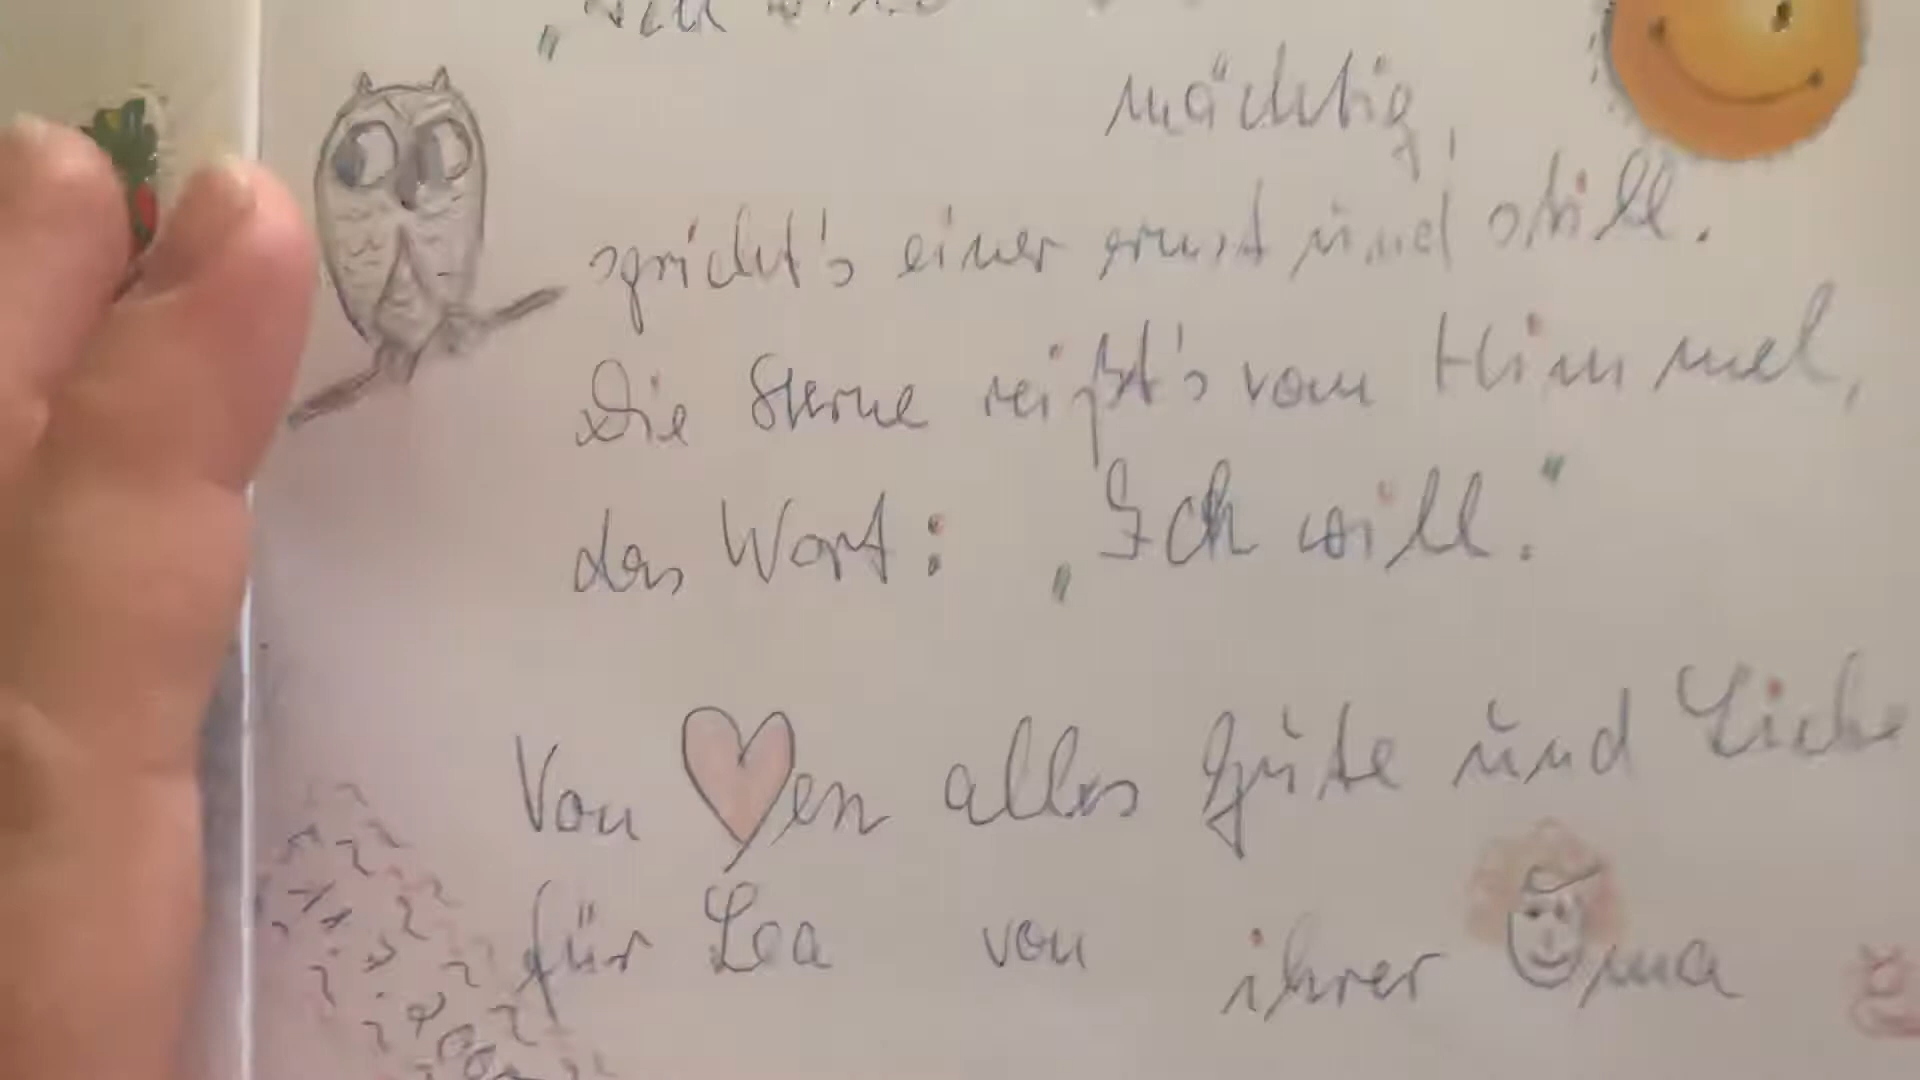 mächtig,
spricht's einer ernst und still.
Die Sterne reißt's vom Himmel,
das Wort: „Ich will."
Von ♥en alles Gute und Liebe
für Lea von ihrer Oma